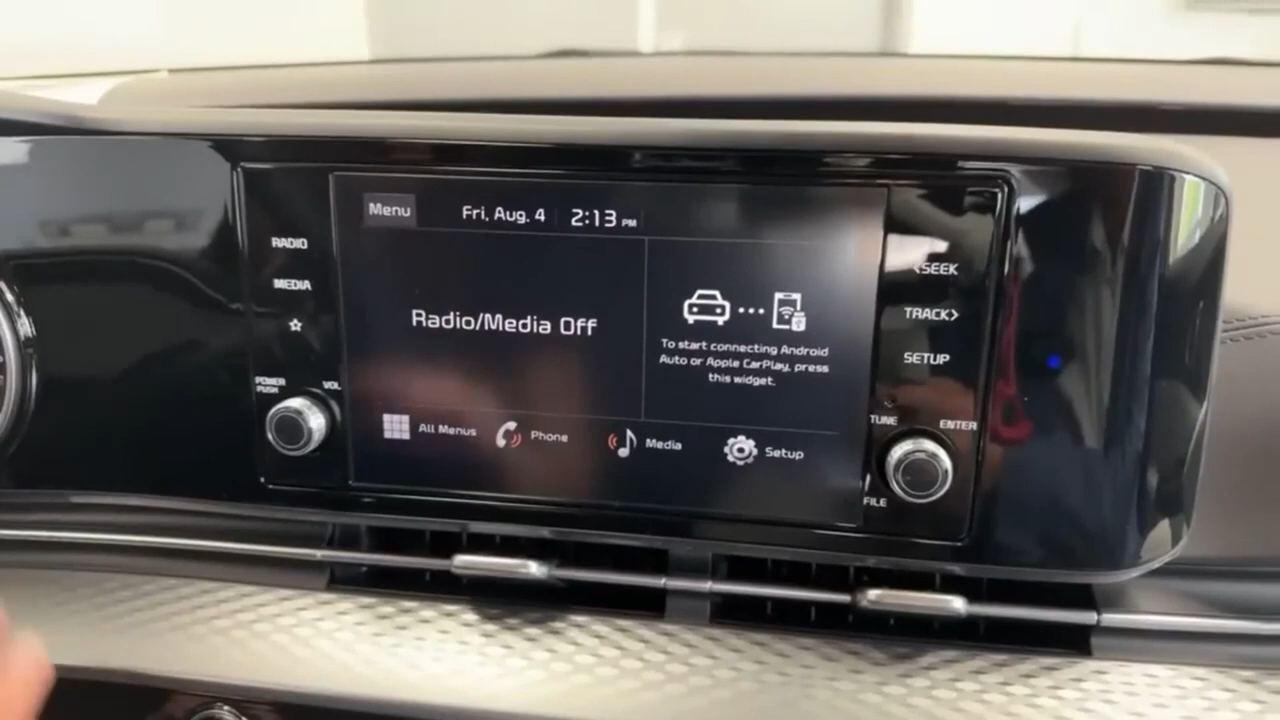 Menu
Fri, Aug. 4
2:13 PM
RADIO
MEDIA
POWER
PUSH
VOL
Radio/Media Off
To start connecting Android
Auto or Apple CarPlay, press
this widget.
All Menus
Phone
Media
Setup
<SEEK
TRACK>
SETUP
TUNE
ENTER
FILE